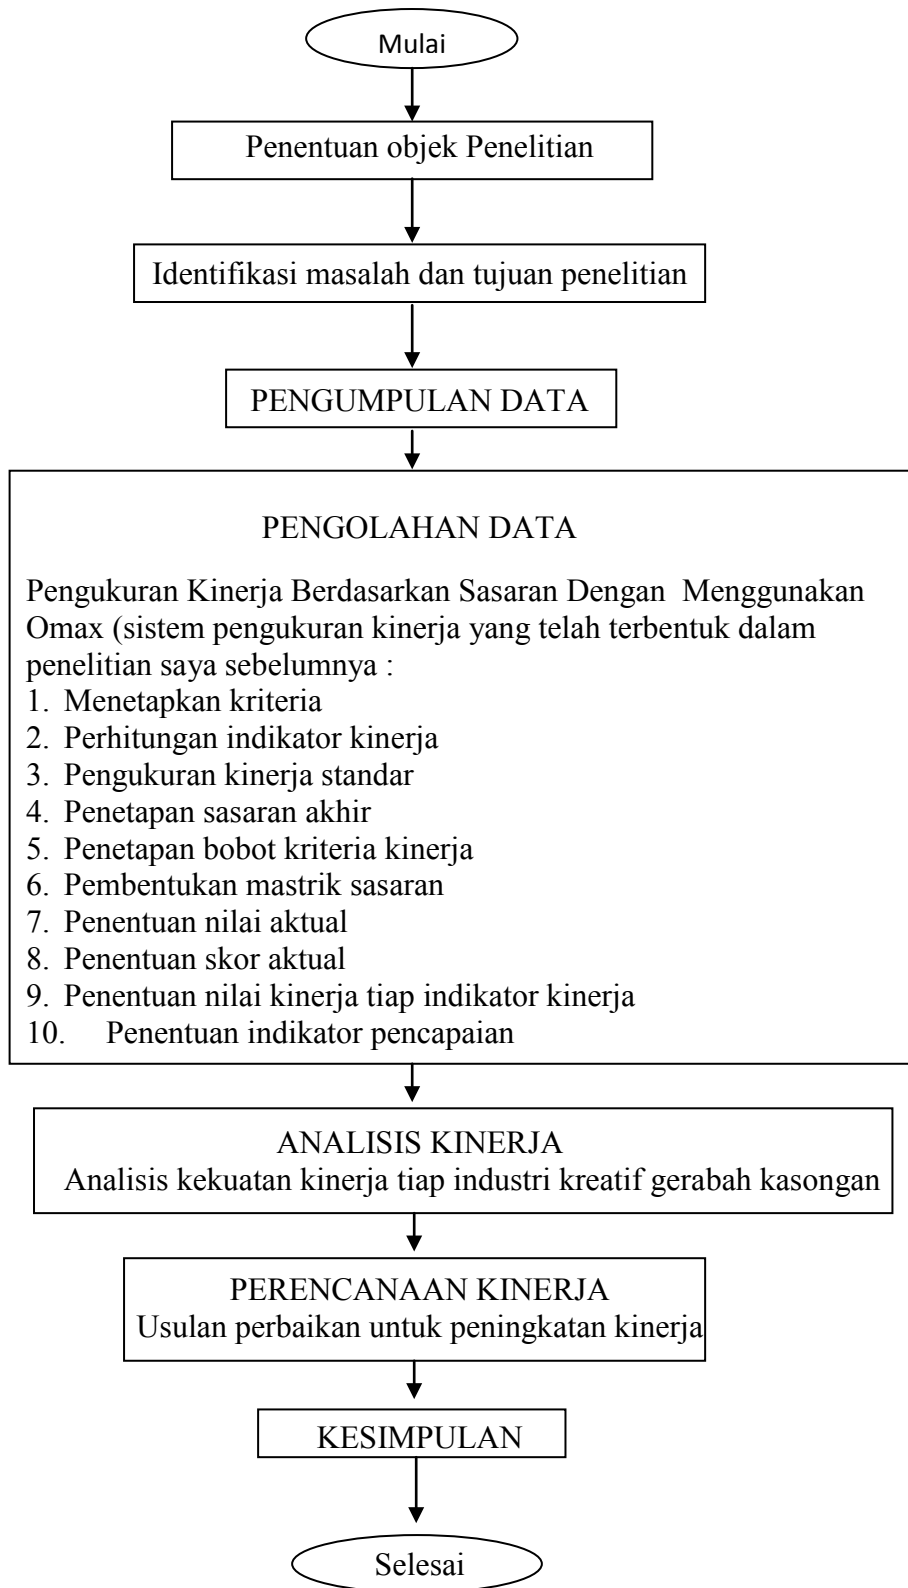 Mulai
Penentuan objek Penelitian
Identifikasi masalah dan tujuan penelitian
PENGUMPULAN DATA
PENGOLAHAN DATA
Pengukuran Kinerja Berdasarkan Sasaran Dengan Menggunakan
Omax (sistem pengukuran kinerja yang telah terbentuk dalam
penelitian saya sebelumnya :
1. Menetapkan kriteria
2. Perhitungan indikator kinerja
3. Pengukuran kinerja standar
4. Penetapan sasaran akhir
5. Penetapan bobot kriteria kinerja
6. Pembentukan mastrik sasaran
7. Penentuan nilai aktual
8. Penentuan skor aktual
9. Penentuan nilai kinerja tiap indikator kinerja
10. Penentuan indikator pencapaian
ANALISIS KINERJA
Analisis kekuatan kinerja tiap industri kreatif gerabah kasongan
PERENCANAAN KINERJA
Usulan perbaikan untuk peningkatan kinerja
KESIMPULAN
Selesai